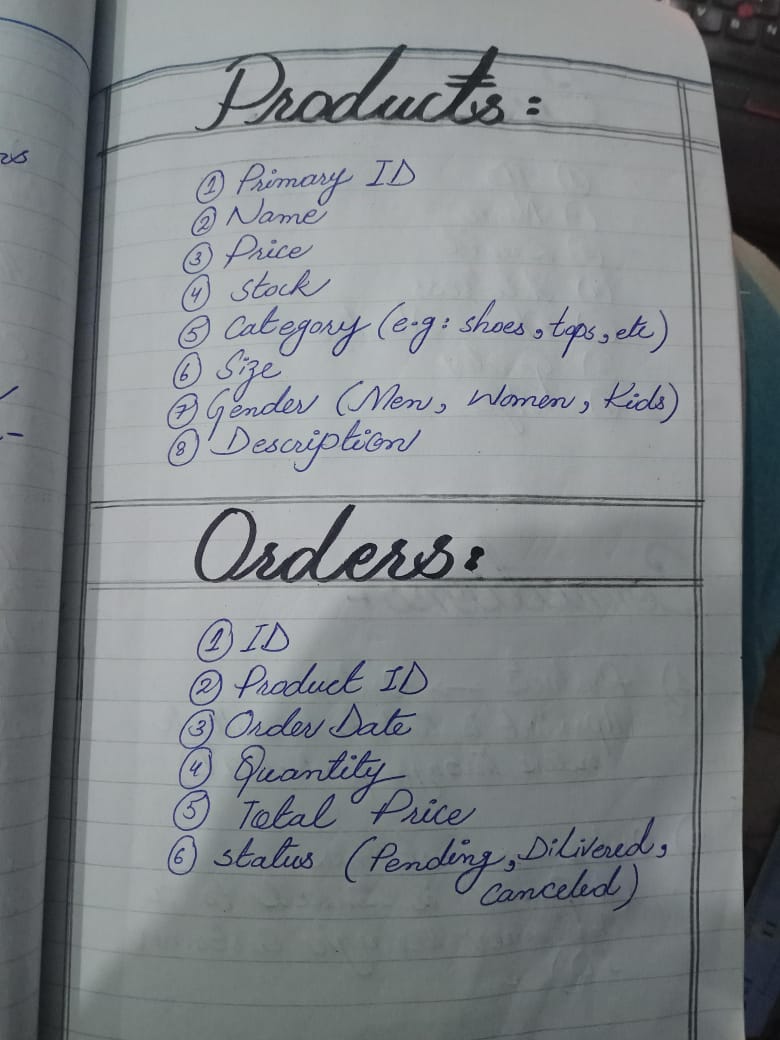 Products:
① Primary ID
② Name
③ Price
④ Stock
⑤ Category (e.g: shoes, tops, etc)
⑥ Size
⑦ Gender (Men, Women, Kids)
⑧ Description
Orders:
① ID
② Product ID
③ Order Date
④ Quantity
⑤ Total Price
⑥ Status (Pending, Dilivered,
Canceled)